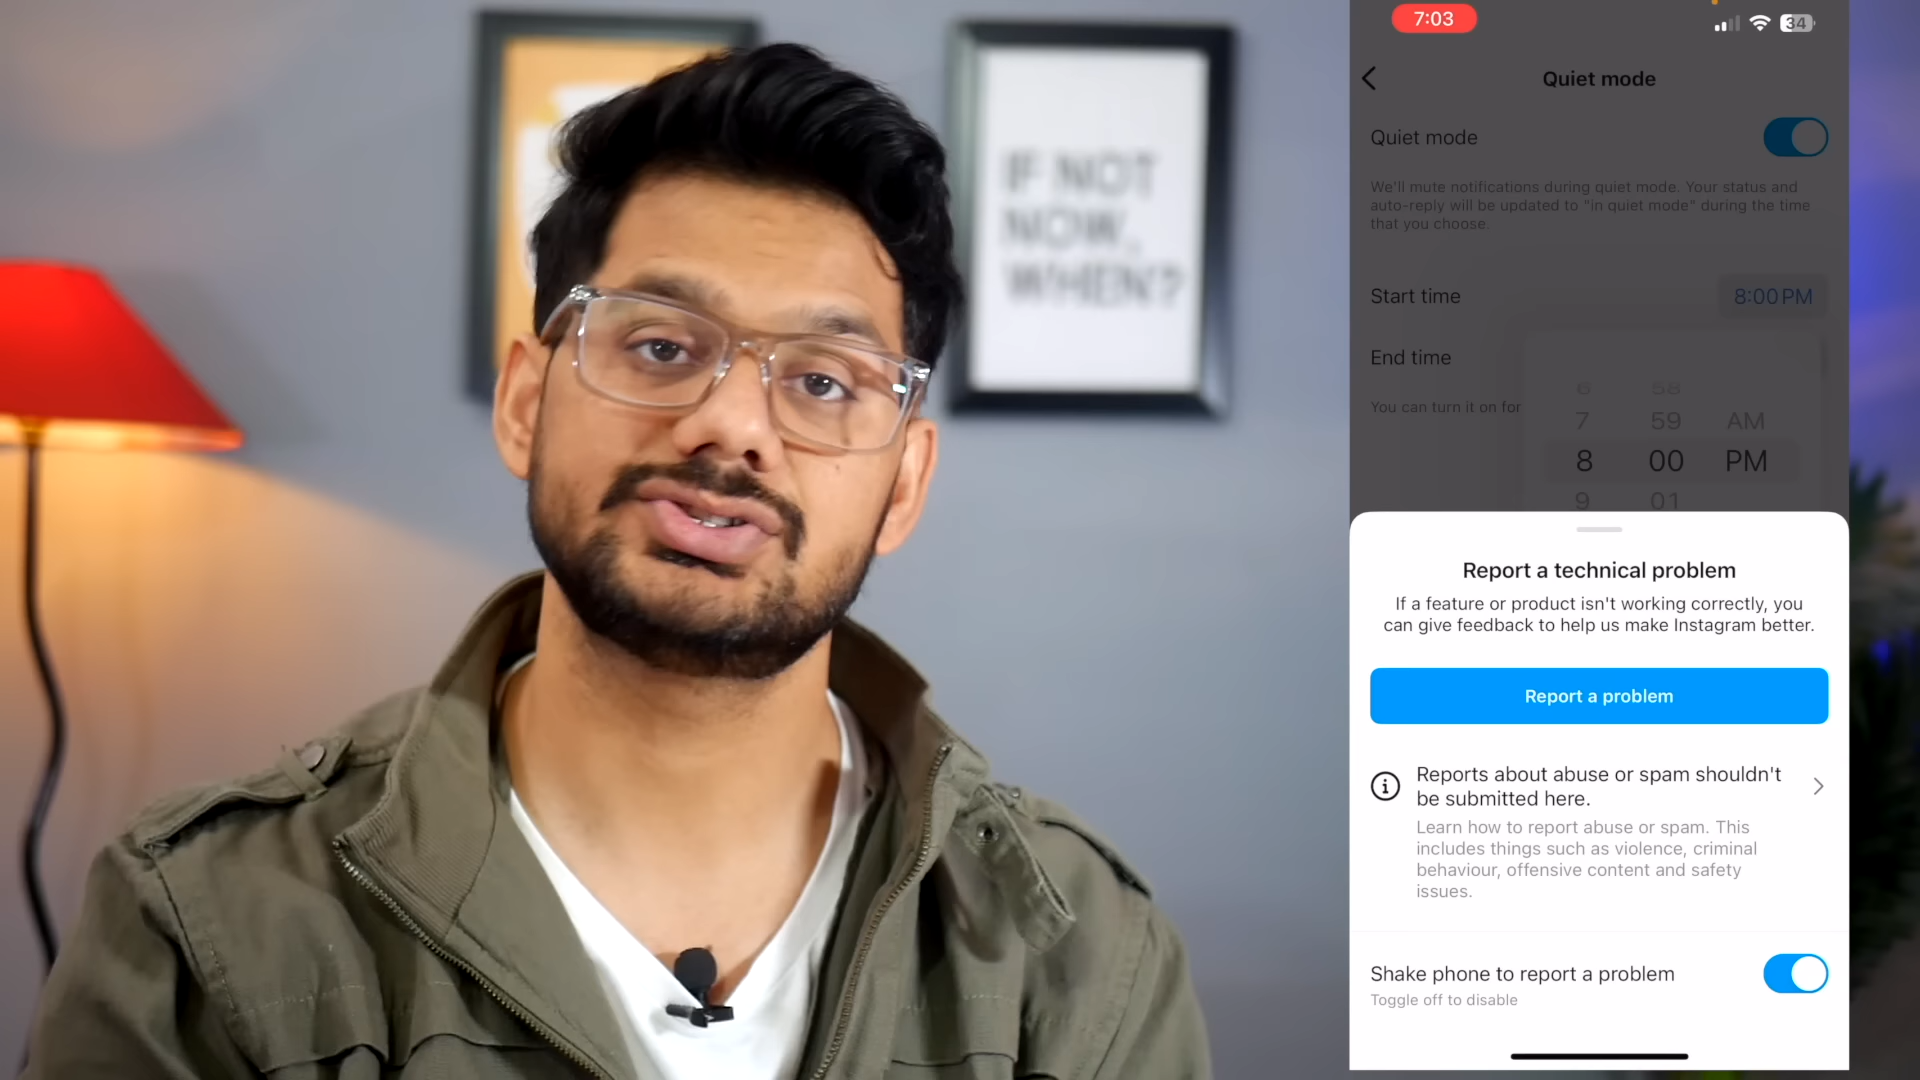 IF NOT
NOW,
WHEN?
7:03
34
Quiet mode
Quiet mode
We'll mute notifications during quiet mode. Your status and
auto-reply will be updated to "in quiet mode" during the time
that you choose.
Start time
8:00 PM
End time
6 58
You can turn it on for
7 59 AM
8 00 PM
9 01
Report a technical problem
If a feature or product isn't working correctly, you
can give feedback to help us make Instagram better.
Report a problem
Reports about abuse or spam shouldn't
be submitted here.
Learn how to report abuse or spam. This
includes things such as violence, criminal
behaviour, offensive content and safety
issues.
Shake phone to report a problem
Toggle off to disable